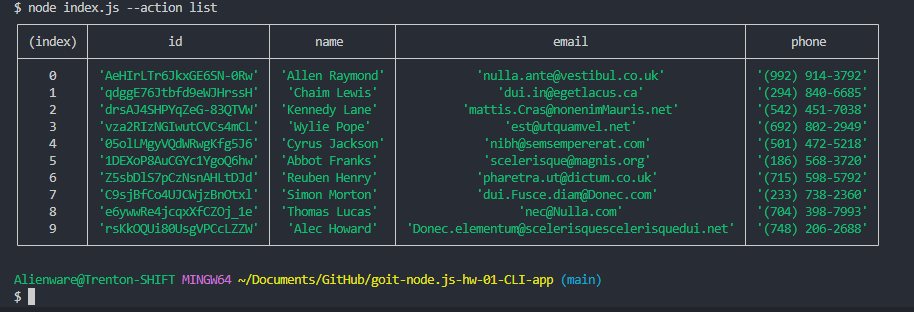 $ node index.js --action list
(index) id name email phone
0 'AeHIrLTr6JkxGE6SN-0Rw' 'Allen Raymond' 'nulla.ante@vestibul.co.uk' '(992) 914-3792'
1 'qdggE76Jtbfd9eWJHrssH' 'Chaim Lewis' 'dui.in@egetlacus.ca' '(294) 840-6685'
2 'drsAJ4SHPYqZeG-83QTVW' 'Kennedy Lane' 'mattis.Cras@nonenimMauris.net' '(542) 451-7038'
3 'vza2RIzNGIwutCVCs4mCL' 'Wylie Pope' 'est@utquamvel.net' '(692) 802-2949'
4 '05olLMgyVQdWRwgKfg5J6' 'Cyrus Jackson' 'nibh@semsempererat.com' '(501) 472-5218'
5 '1DEXoP8AuCGYc1YgoQ6hw' 'Abbot Franks' 'scelerisque@magnis.org' '(186) 568-3720'
6 'Z5sbDlS7pCzNsnAHLtDJd' 'Reuben Henry' 'pharetra.ut@dictum.co.uk' '(715) 598-5792'
7 'C9sjBfCo4UJCWjzBnOtxl' 'Simon Morton' 'dui.Fusce.diam@Donec.com' '(233) 738-2360'
8 'e6ywwRe4jcqxXfCZOj_1e' 'Thomas Lucas' 'nec@Nulla.com' '(704) 398-7993'
9 'rsKkOQUi80UsgVPCcLZZW' 'Alec Howard' 'Donec.elementum@scelerisquescelerisquedui.net' '(748) 206-2688'
Alienware@Trenton-SHIFT MINGW64 ~/Documents/GitHub/goit-node.js-hw-01-CLI-app (main)
$